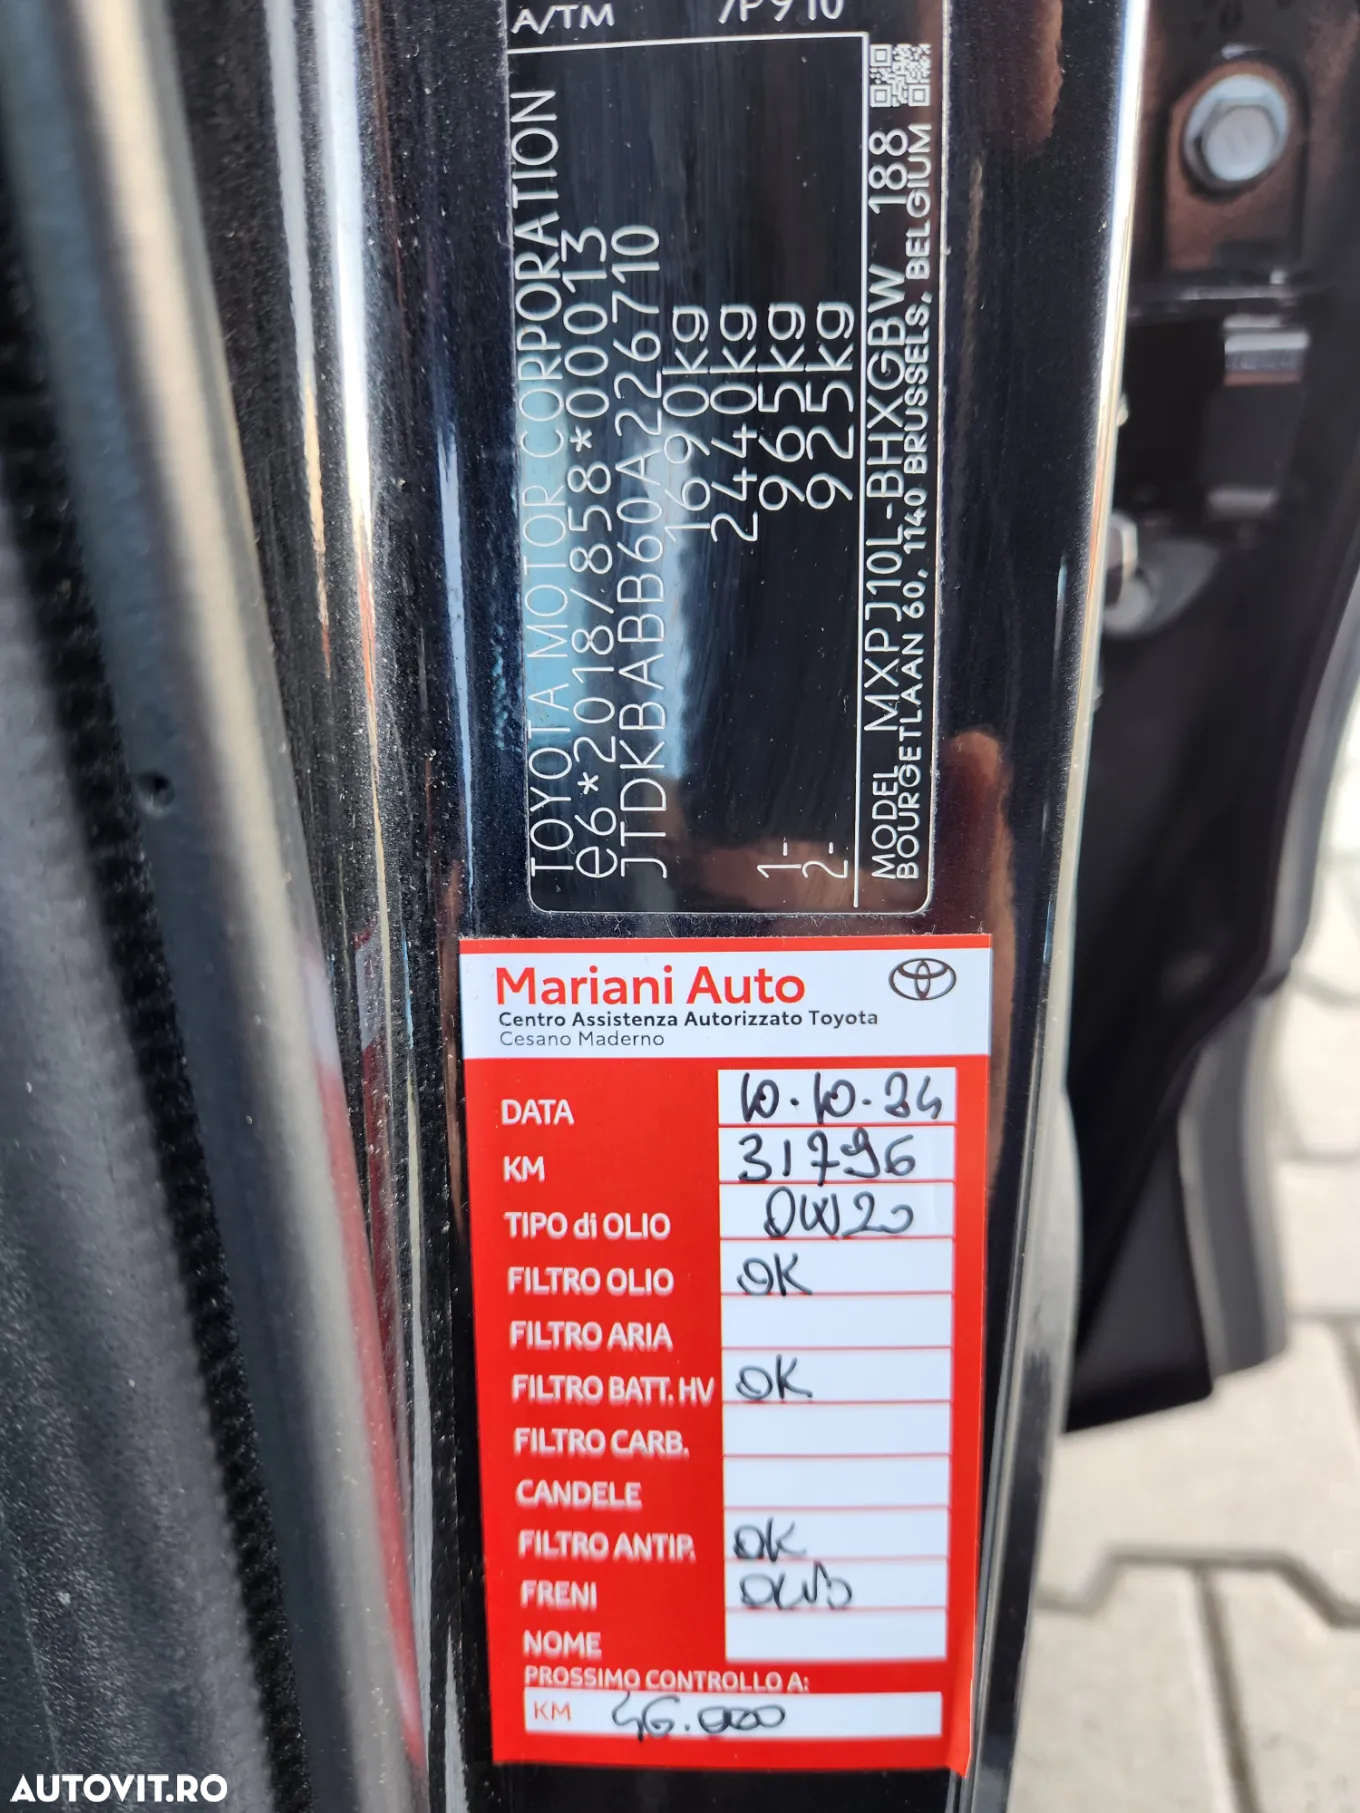 A/TM 7P910
TOYOTA MOTOR CORPORATION
e6*2018/858*00013
JTDKBABB60A226710
1690kg
2440kg
1- 965kg
2- 925kg
MODEL MXPJ10L-BHXGBW 188
BOURGETLAAN 60, 1140 BRUSSELS, BELGIUM
Mariani Auto
Centro Assistenza Autorizzato Toyota
Cesano Maderno
DATA 10.10.24
KM 31796
TIPO di OLIO 0W20
FILTRO OLIO OK
FILTRO ARIA
FILTRO BATT. HV OK
FILTRO CARB.
CANDELE
FILTRO ANTIP. OK
FRENI
NOME
PROSSIMO CONTROLLO A:
KM 46.000
AUTOVIT.RO